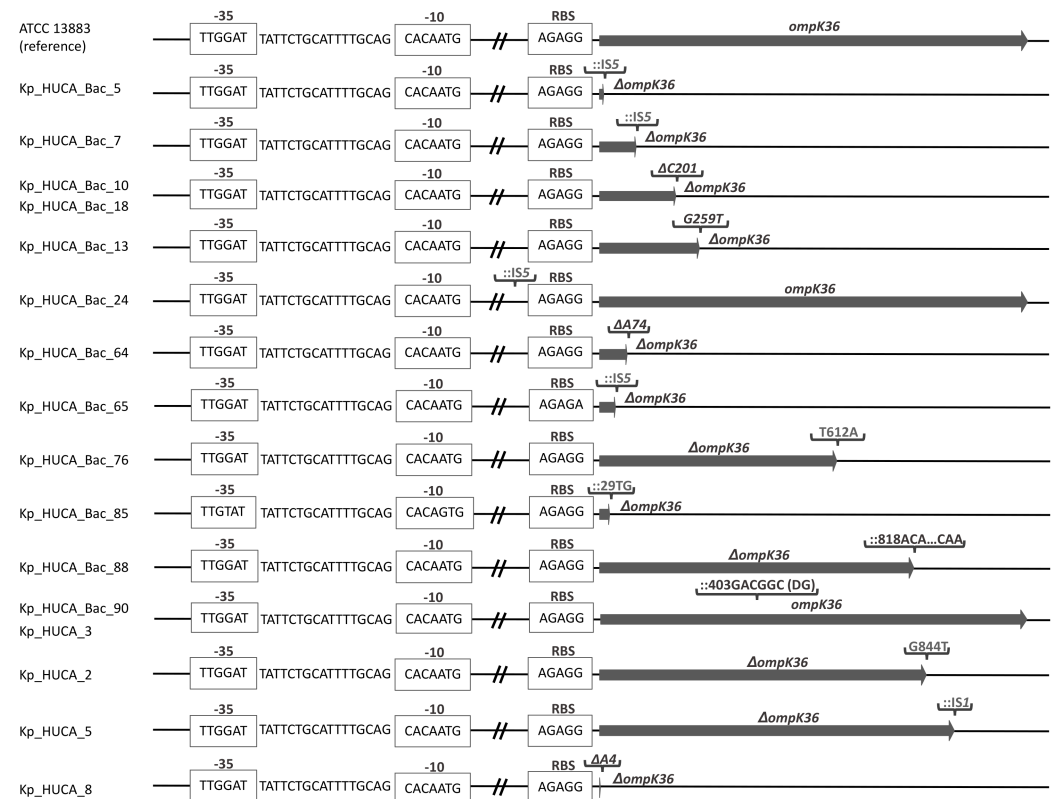 -35 -10 RBS ompK36
ATCC 13883
(reference)
TTGGAT TATTCTGCATTTTGCAG CACAATG AGAGG
-35 -10 RBS ::IS5
Kp_HUCA_Bac_5 TTGGAT TATTCTGCATTTTGCAG CACAATG AGAGG ΔompK36
-35 -10 RBS ::IS5
Kp_HUCA_Bac_7 TTGGAT TATTCTGCATTTTGCAG CACAATG AGAGG ΔompK36
-35 -10 RBS ΔC201
Kp_HUCA_Bac_10
Kp_HUCA_Bac_18
TTGGAT TATTCTGCATTTTGCAG CACAATG AGAGG ΔompK36
-35 -10 RBS G259T
Kp_HUCA_Bac_13 TTGGAT TATTCTGCATTTTGCAG CACAATG AGAGG ΔompK36
-35 -10 ::IS5 RBS ompK36
Kp_HUCA_Bac_24 TTGGAT TATTCTGCATTTTGCAG CACAATG AGAGG
-35 -10 RBS ΔA74
Kp_HUCA_Bac_64 TTGGAT TATTCTGCATTTTGCAG CACAATG AGAGG ΔompK36
-35 -10 RBS ::IS5
Kp_HUCA_Bac_65 TTGGAT TATTCTGCATTTTGCAG CACAATG AGAGA ΔompK36
-35 -10 RBS ΔompK36 T612A
Kp_HUCA_Bac_76 TTGGAT TATTCTGCATTTTGCAG CACAATG AGAGG
-35 -10 RBS ::29TG
Kp_HUCA_Bac_85 TTGTAT TATTCTGCATTTTGCAG CACAGTG AGAGG ΔompK36
-35 -10 RBS ΔompK36 ::818ACA...CAA
Kp_HUCA_Bac_88 TTGGAT TATTCTGCATTTTGCAG CACAATG AGAGG
::403GACGGC (DG)
-35 -10 RBS ompK36
Kp_HUCA_Bac_90
Kp_HUCA_3
TTGGAT TATTCTGCATTTTGCAG CACAATG AGAGG
-35 -10 RBS ΔompK36 G844T
Kp_HUCA_2 TTGGAT TATTCTGCATTTTGCAG CACAATG AGAGG
-35 -10 RBS ΔompK36 ::IS1
Kp_HUCA_5 TTGGAT TATTCTGCATTTTGCAG CACAATG AGAGG
-35 -10 RBS ΔA4
Kp_HUCA_8 TTGGAT TATTCTGCATTTTGCAG CACAATG AGAGG ΔompK36